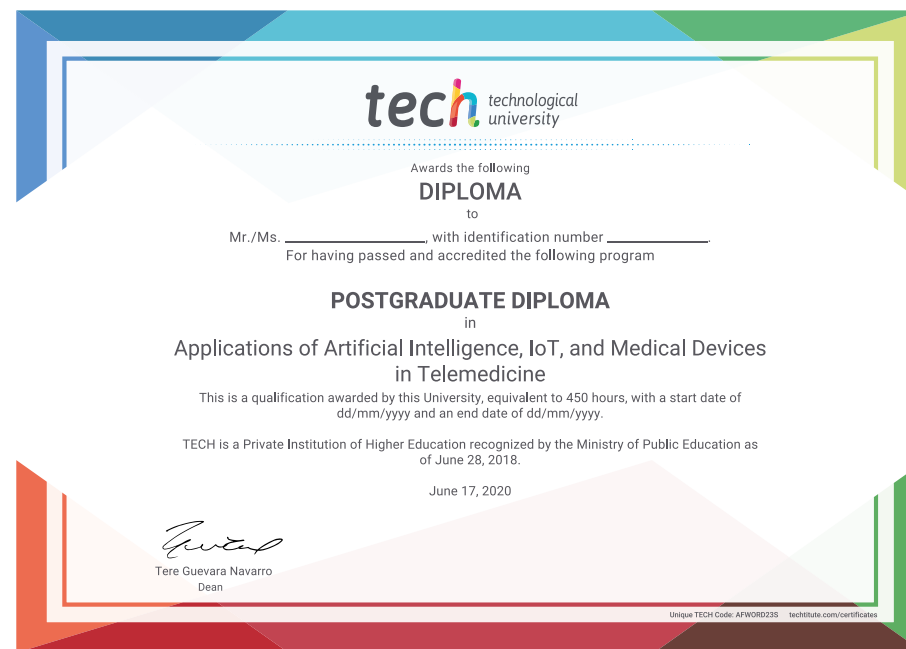 tech technological
university
Awards the following
DIPLOMA
to
Mr./Ms. ____________________, with identification number ______________.
For having passed and accredited the following program
POSTGRADUATE DIPLOMA
in
Applications of Artificial Intelligence, IoT, and Medical Devices
in Telemedicine
This is a qualification awarded by this University, equivalent to 450 hours, with a start date of
dd/mm/yyyy and an end date of dd/mm/yyyy.
TECH is a Private Institution of Higher Education recognized by the Ministry of Public Education as
of June 28, 2018.
June 17, 2020
Tere Guevara Navarro
Dean
Unique TECH Code: AFWORD23S techtitute.com/certificates